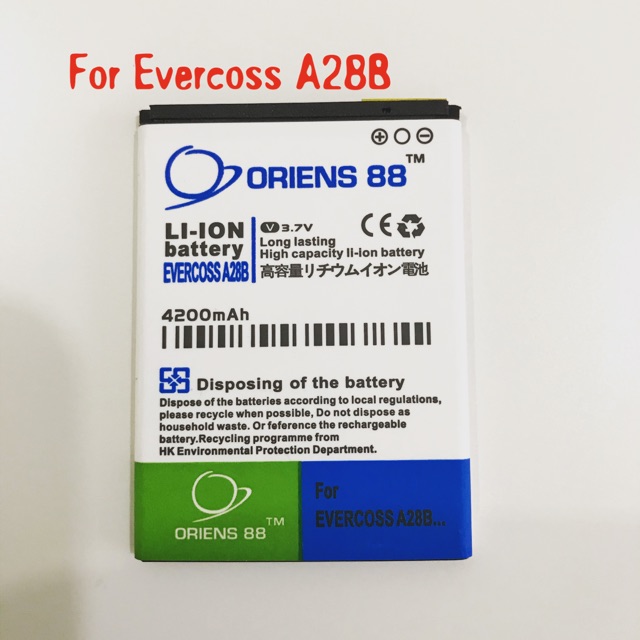 For Evercoss A28B
ORIENS 88™
LI-ION
battery
EVERCOSS A28B
V 3.7V
Long lasting
High capacity li-ion battery
高容量リチウムイオン電池
4200mAh
Disposing of the battery
Dispose of the batteries according to local regulations,
please recycle when possible, Do not dispose as
household waste. Or feference the rechargeable
battery.Recycling programme from
HK Environmental Protection Department.
ORIENS 88™
For
EVERCOSS A28B...